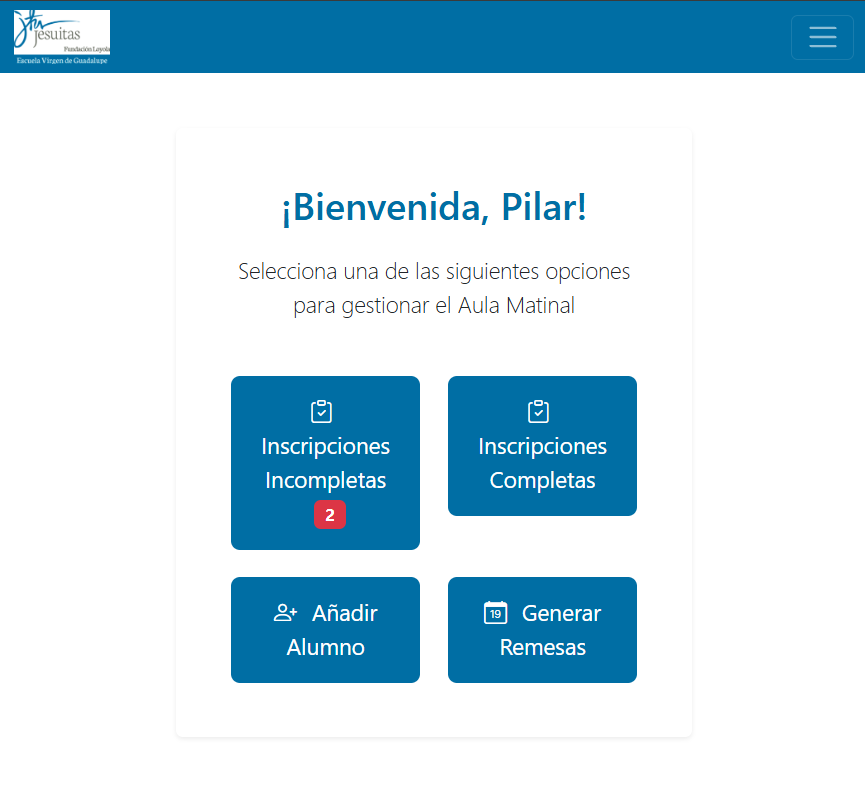 jesuitas
Fundación Loyola
Escuela Virgen de Guadalupe
¡Bienvenida, Pilar!
Selecciona una de las siguientes opciones
para gestionar el Aula Matinal
Inscripciones
Incompletas
2
Inscripciones
Completas
Añadir
Alumno
19 Generar
Remesas